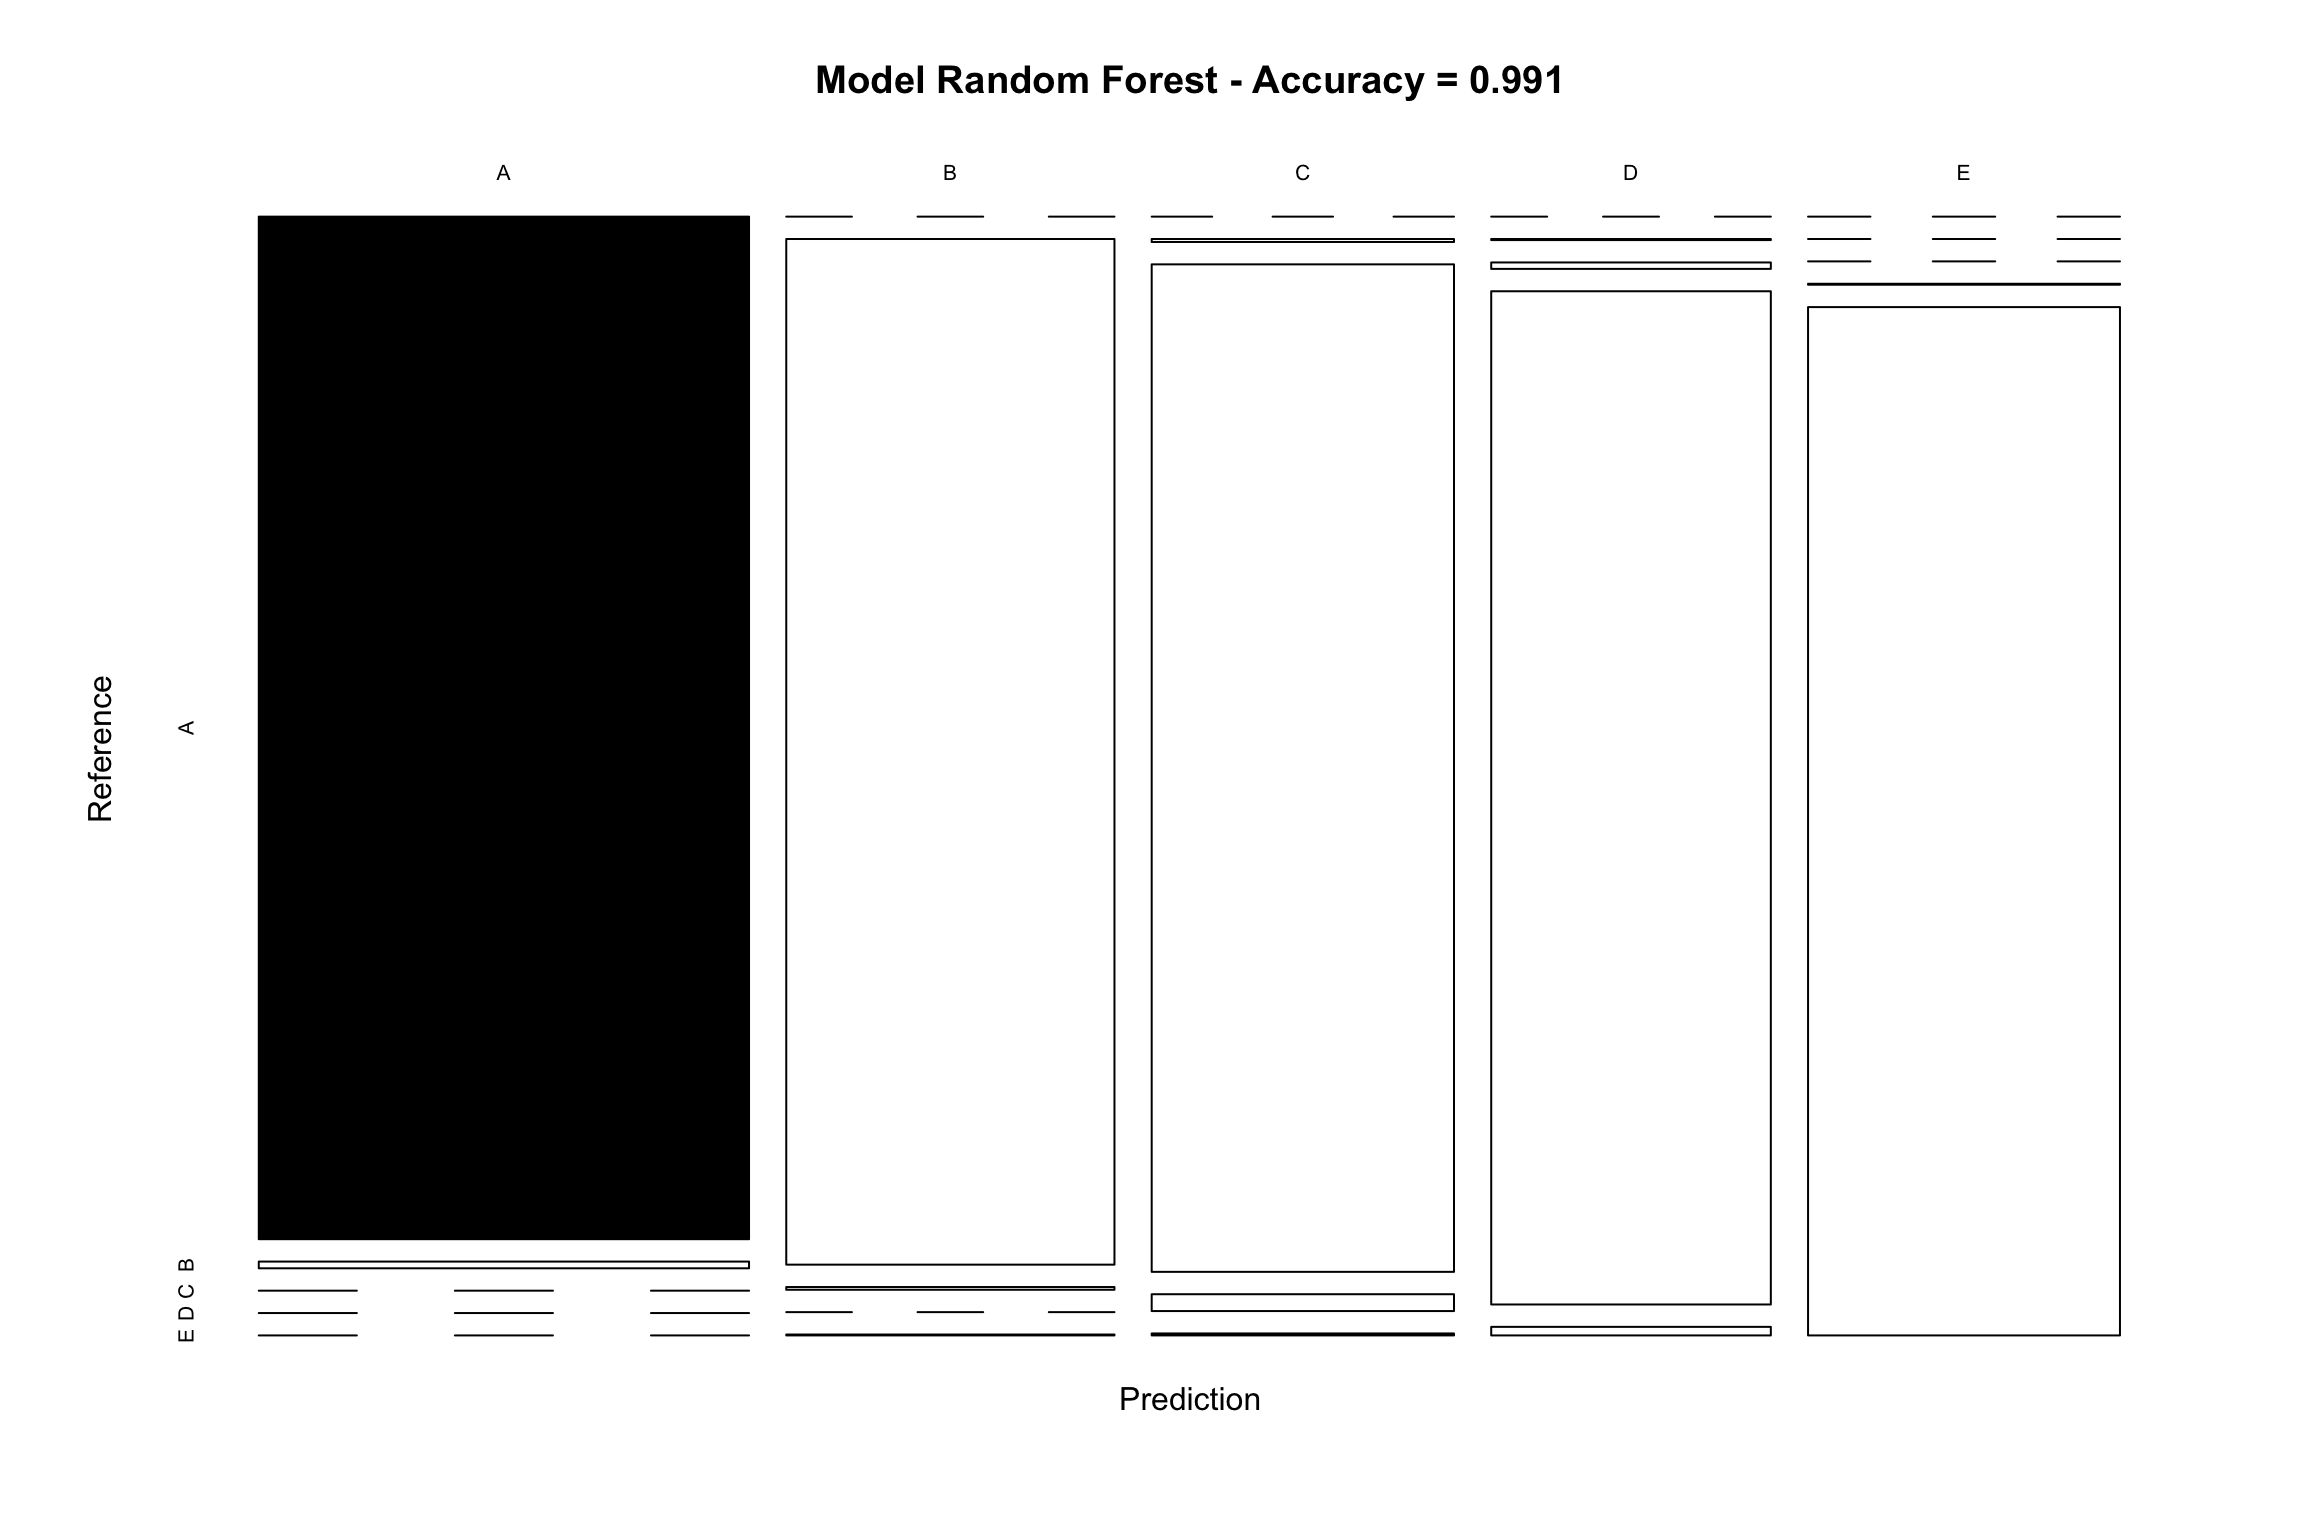 Model Random Forest - Accuracy = 0.991
A B C D E
Reference
A
B
C
D
E
Prediction